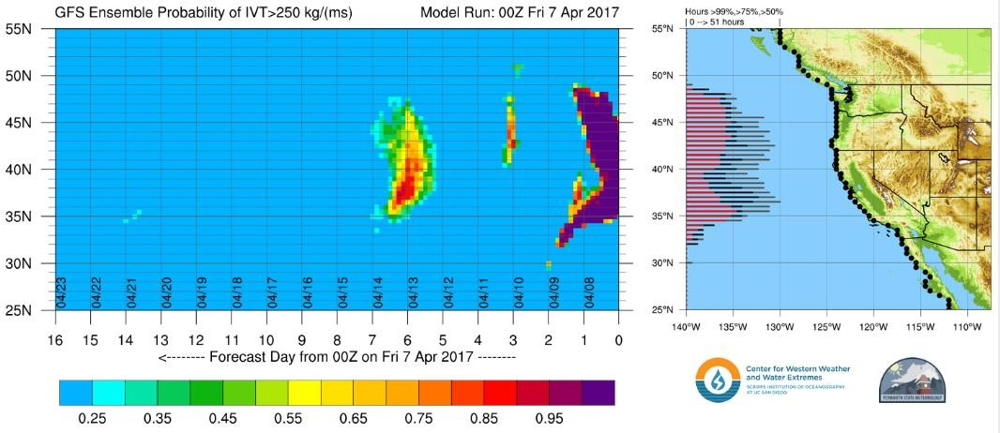 GFS Ensemble Probability of IVT>250 kg/(ms) Model Run: 00Z Fri 7 Apr 2017
55N
50N
45N
40N
35N
30N
25N
04/23 04/22 04/21 04/20 04/19 04/18 04/17 04/16 04/15 04/14 04/13 04/12 04/11 04/10 04/09 04/08
16 15 14 13 12 11 10 9 8 7 6 5 4 3 2 1 0
<-------- Forecast Day from 00Z on Fri 7 Apr 2017 --------
0.25 0.35 0.45 0.55 0.65 0.75 0.85 0.95
Hours >99%,>75%,>50%
0 --> 51 hours
55°N
50°N
45°N
40°N
35°N
30°N
25°N
140°W 135°W 130°W 125°W 120°W 115°W 110°W
Center for Western Weather
and Water Extremes
SCRIPPS INSTITUTION OF OCEANOGRAPHY
AT UC SAN DIEGO
PLYMOUTH STATE METEOROLOGY